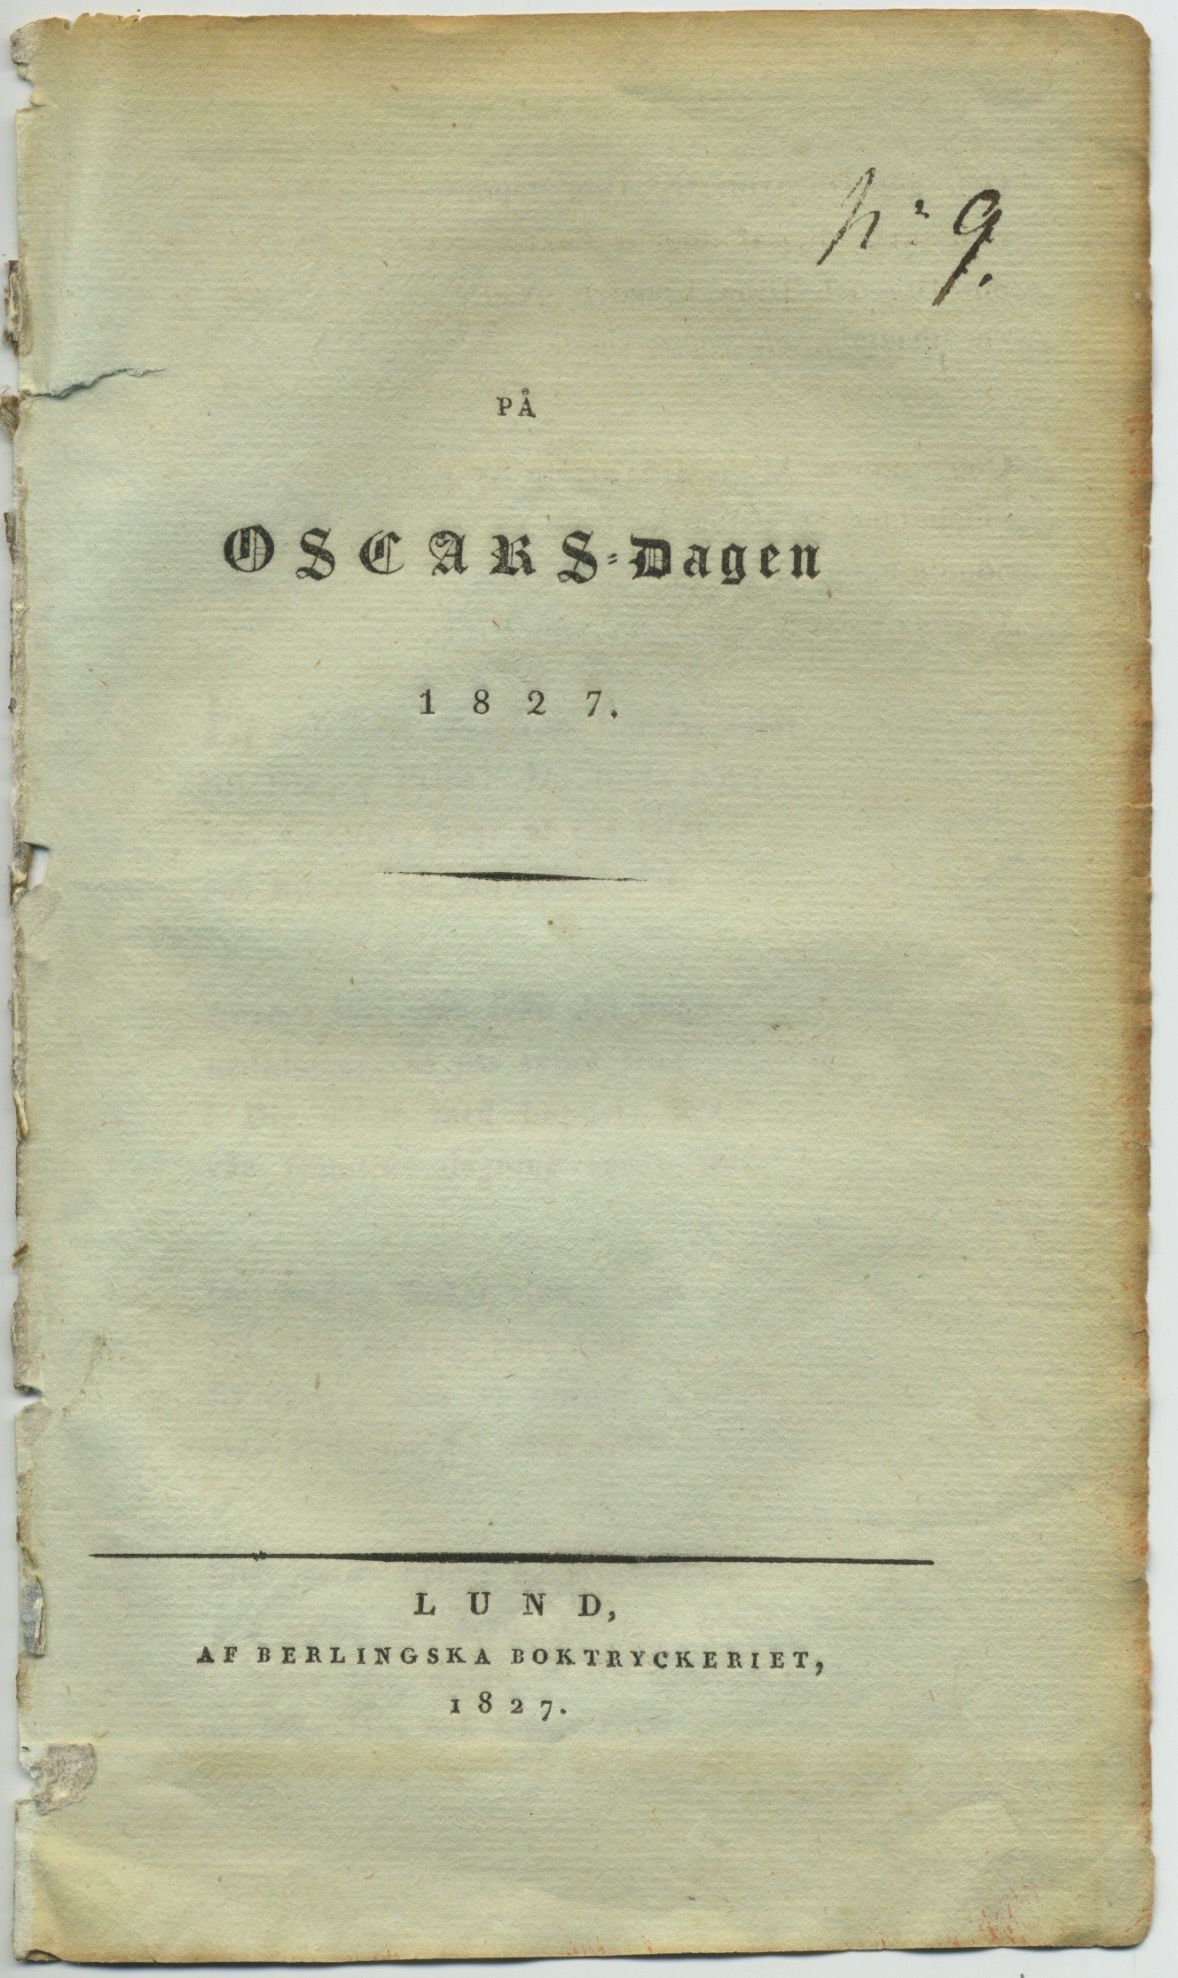 n:º 9.
PÅ
OSCARS-Dagen
1827.
LUND,
AF BERLINGSKA BOKTRYCKERIET,
1827.